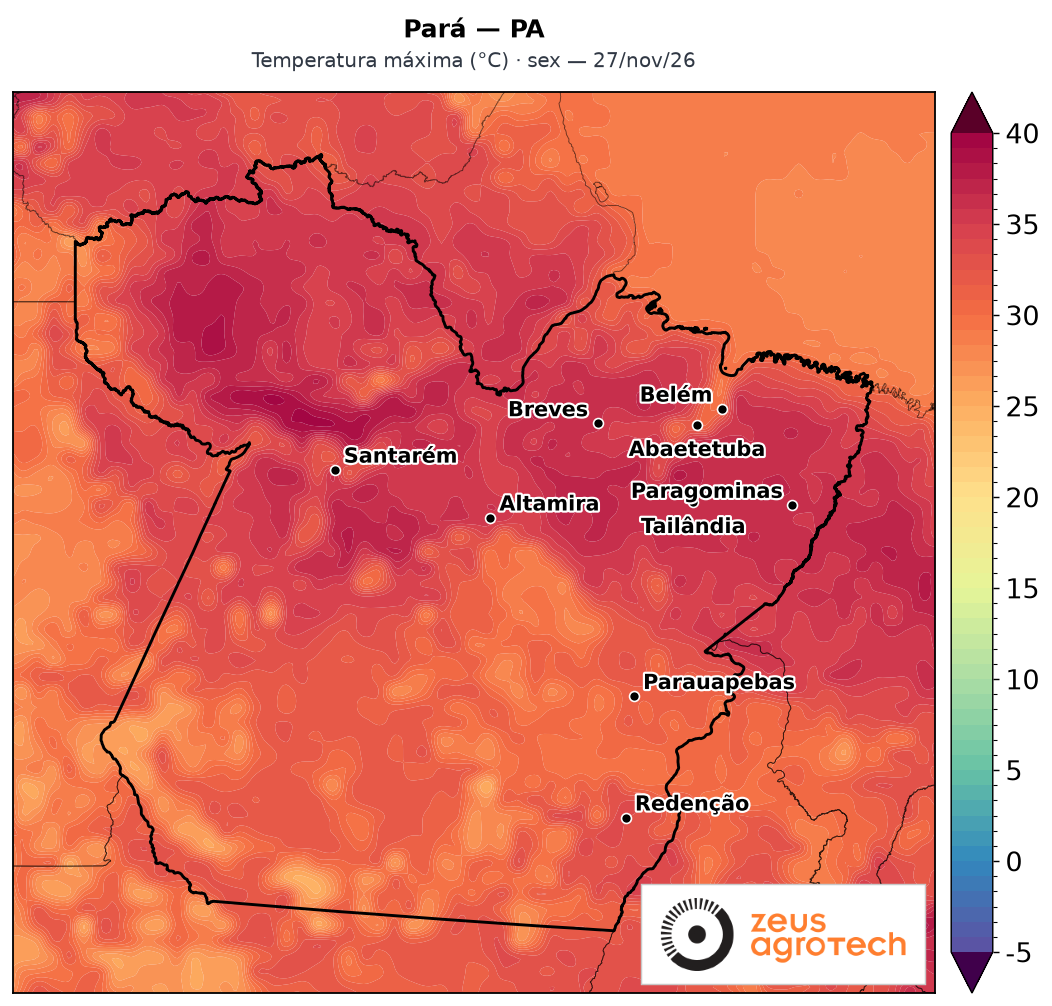 Pará — PA
Temperatura máxima (°C) · sex — 27/nov/26
40
35
30
25
20
15
10
5
0
-5
Belém
Breves
Abaetetuba
Santarém
Paragominas
Altamira
Tailândia
Parauapebas
Redenção
zeus
agrotech